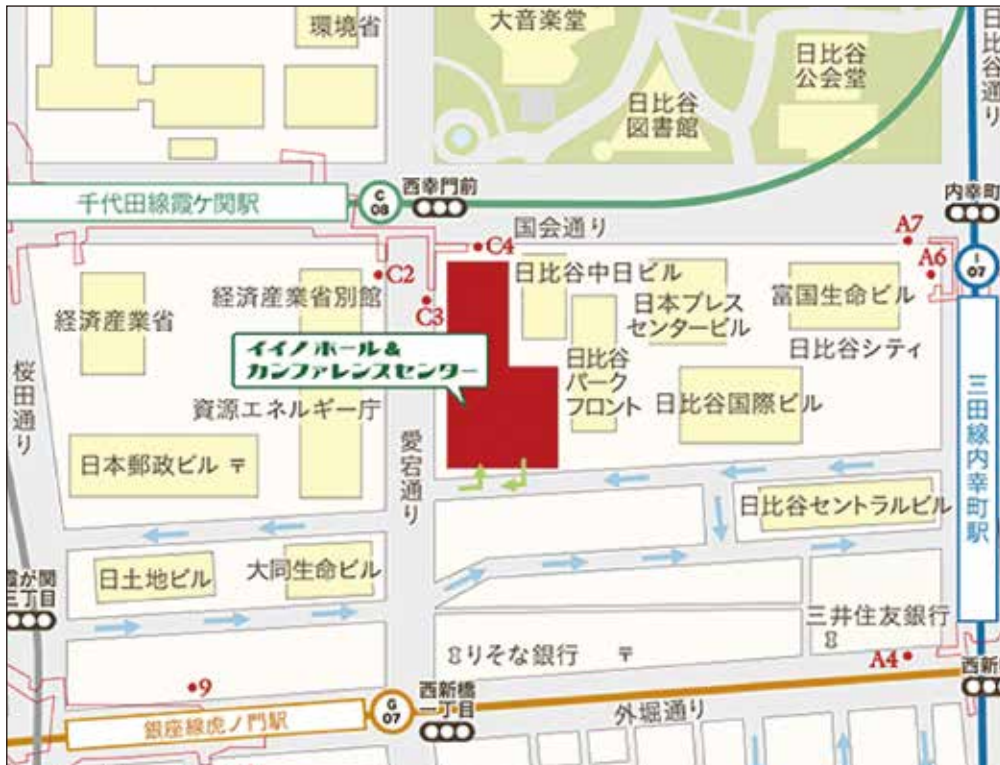 環境省
大音楽堂
日比谷
公会堂
日比谷
図書館
日比谷通り
千代田線霞ケ関駅
C
08
西幸門前
国会通り
内幸町
A7
A6
I
07
C4
C2
C3
経済産業省
経済産業省別館
日比谷中日ビル
日本プレス
センタービル
富国生命ビル
日比谷シティ
イイノホール&
カンファレンスセンター
日比谷
パーク
フロント
日比谷国際ビル
桜田通り
資源エネルギー庁
愛宕通り
日本郵政ビル 〒
三田線内幸町駅
日比谷セントラルビル
霞が関
三丁目
日土地ビル
大同生命ビル
三井住友銀行
りそな銀行 〒
A4
西新
9
西新橋
一丁目
G
07
銀座線虎ノ門駅
外堀通り